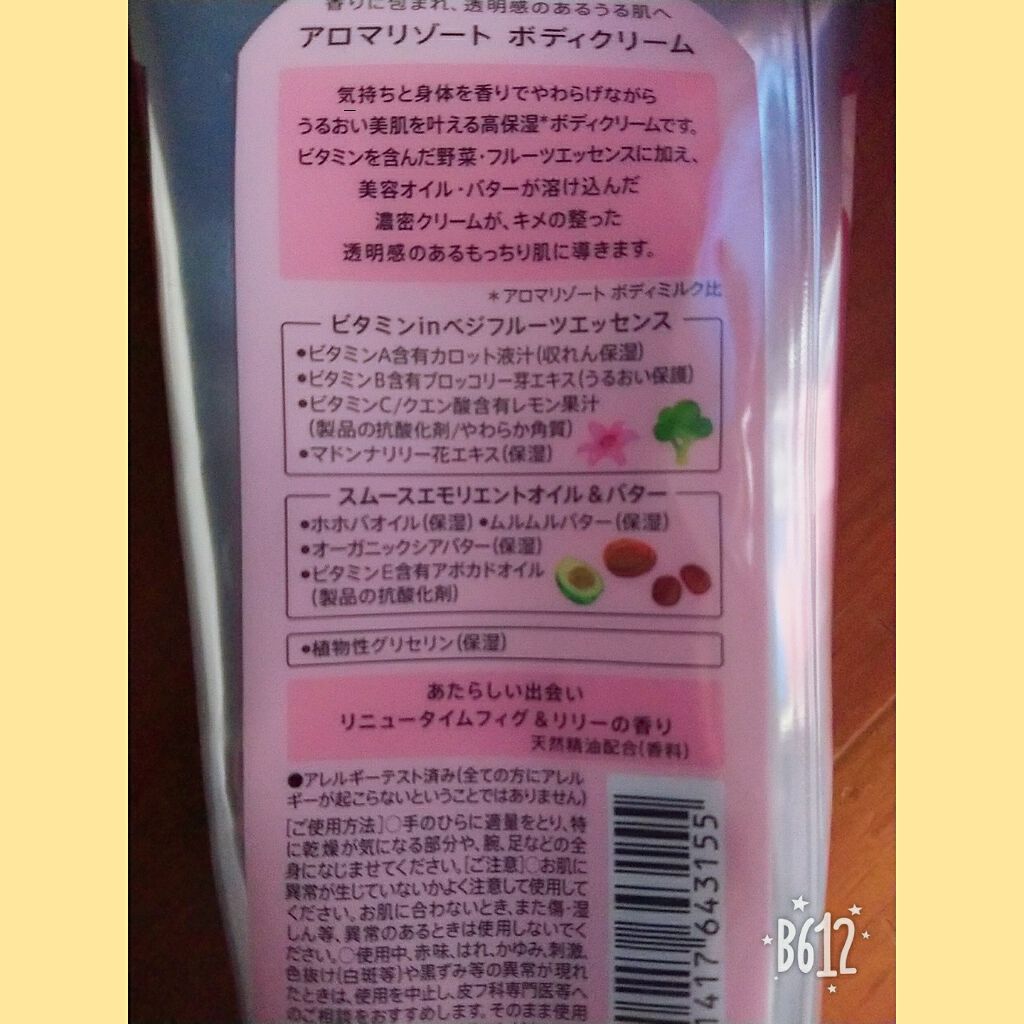 香りに包まれ、透明感のあるうる肌へ
アロマリゾート ボディクリーム
気持ちと身体を香りでやわらげながら
うるおい美肌を叶える高保湿*ボディクリームです。
ビタミンを含んだ野菜・フルーツエッセンスに加え、
美容オイル・バターが溶け込んだ
濃密クリームが、キメの整った
透明感のあるもっちり肌に導きます。
*アロマリゾート ボディミルク比
ビタミンinベジフルーツエッセンス
•ビタミンA含有カロット液汁(収れん保湿)
•ビタミンB含有ブロッコリー芽エキス(うるおい保護)
•ビタミンC/クエン酸含有レモン果汁
(製品の抗酸化剤/やわらか角質)
•マドンナリリー花エキス(保湿)
スムースエモリエントオイル&バター
•ホホバオイル(保湿)•ムルムルバター(保湿)
•オーガニックシアバター(保湿)
•ビタミンE含有アボカドオイル
(製品の抗酸化剤)
•植物性グリセリン(保湿)
あたらしい出会い
リニュータイムフィグ&リリーの香り
天然精油配合(香料)
●アレルギーテスト済み(全ての方にアレル
ギーが起こらないということではありません)
[ご使用方法]○手のひらに適量をとり、特
に乾燥が気になる部分や、腕、足などの全
身になじませてください。[ご注意]○お肌に
異常が生じていないかよく注意して使用して
ください。お肌に合わないとき、また傷・湿
しん等、異常のあるときは使用しないでく
ださい。○使用中、赤味、はれ、かゆみ、刺激、
色抜け(白斑等)や黒ずみ等の異常が現れ
たときは、使用を中止し、皮フ科専門医等へ
のご相談をおすすめします。そのまま使用
1417 643155
B612